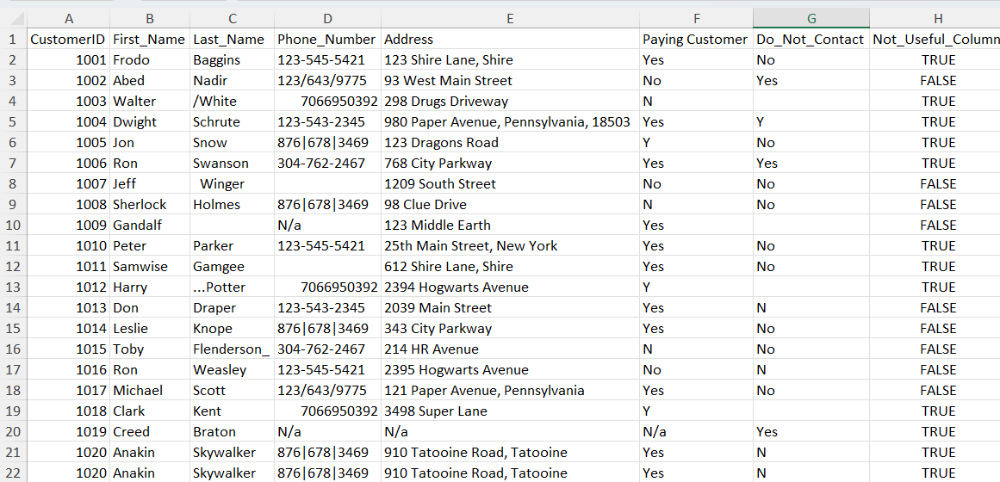 A B C D E F G H
1 CustomerID First_Name Last_Name Phone_Number Address Paying Customer Do_Not_Contact Not_Useful_Column
2 1001 Frodo Baggins 123-545-5421 123 Shire Lane, Shire Yes No TRUE
3 1002 Abed Nadir 123/643/9775 93 West Main Street No Yes FALSE
4 1003 Walter /White 7066950392 298 Drugs Driveway N TRUE
5 1004 Dwight Schrute 123-543-2345 980 Paper Avenue, Pennsylvania, 18503 Yes Y TRUE
6 1005 Jon Snow 876|678|3469 123 Dragons Road Y No TRUE
7 1006 Ron Swanson 304-762-2467 768 City Parkway Yes Yes TRUE
8 1007 Jeff Winger 1209 South Street No No FALSE
9 1008 Sherlock Holmes 876|678|3469 98 Clue Drive N No FALSE
10 1009 Gandalf N/a 123 Middle Earth Yes FALSE
11 1010 Peter Parker 123-545-5421 25th Main Street, New York Yes No TRUE
12 1011 Samwise Gamgee 612 Shire Lane, Shire Yes No TRUE
13 1012 Harry ...Potter 7066950392 2394 Hogwarts Avenue Y TRUE
14 1013 Don Draper 123-543-2345 2039 Main Street Yes N FALSE
15 1014 Leslie Knope 876|678|3469 343 City Parkway Yes No FALSE
16 1015 Toby Flenderson_ 304-762-2467 214 HR Avenue N No FALSE
17 1016 Ron Weasley 123-545-5421 2395 Hogwarts Avenue No N FALSE
18 1017 Michael Scott 123/643/9775 121 Paper Avenue, Pennsylvania Yes No FALSE
19 1018 Clark Kent 7066950392 3498 Super Lane Y TRUE
20 1019 Creed Braton N/a N/a N/a Yes TRUE
21 1020 Anakin Skywalker 876|678|3469 910 Tatooine Road, Tatooine Yes N TRUE
22 1020 Anakin Skywalker 876|678|3469 910 Tatooine Road, Tatooine Yes N TRUE